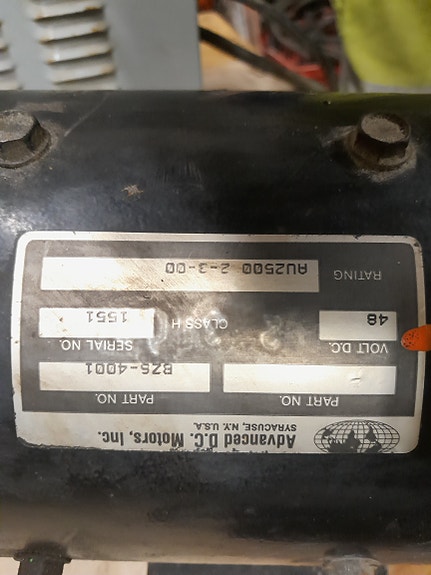 Advanced D.C. Motors, Inc.
SYRACUSE, N.Y. U.S.A.
PART NO. PART NO.
BZ5-4001
VOLT D.C. SERIAL NO.
48 CLASS H 1551
RATING AU2500 2-3-00